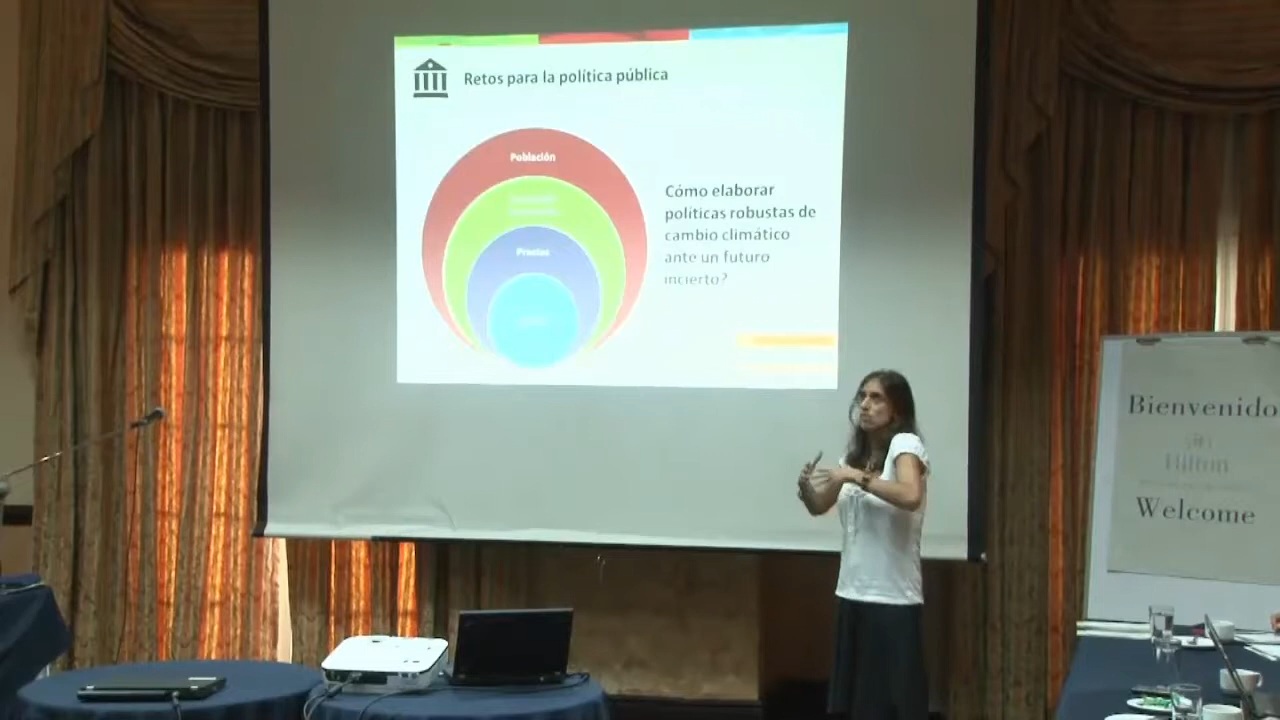 Retos para la política pública
Población
Precios
Cómo elaborar
políticas robustas de
cambio climático
ante un futuro
incierto?
Bienvenido
Hilton
Welcome